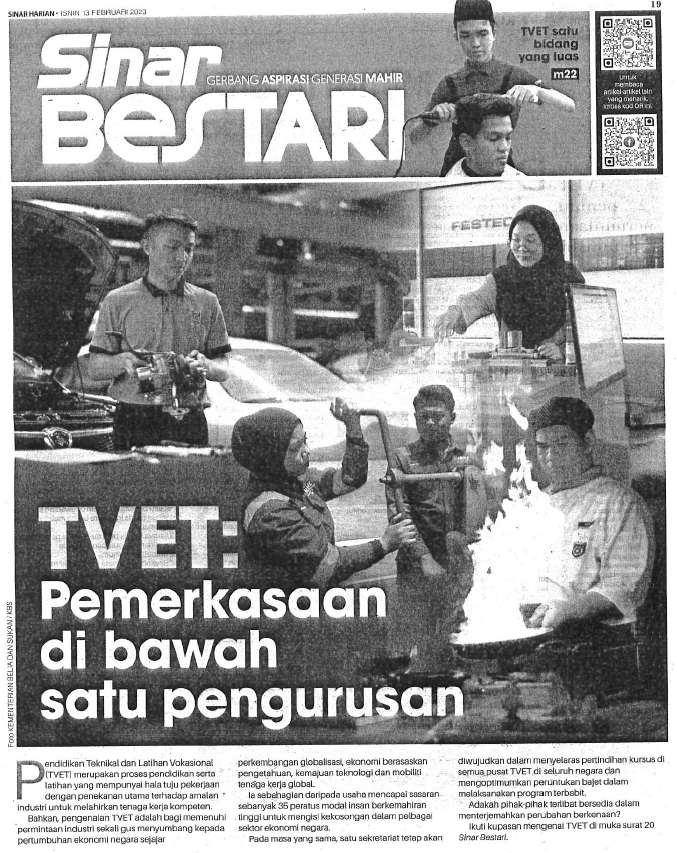 SINAR HARIAN • ISNIN 13 FEBRUARI 2023
19
Sinar
GERBANG ASPIRASI GENERASI MAHIR
BESTARI
TVET satu
bidang
yang luas
m22
Untuk
membaca
artikel-artikel lain
yang menarik,
imbas kod QR ini.
FESTEC
TVET:
Pemerkasaan
di bawah
satu pengurusan
Foto KEMENTERIAN BELIA DAN SUKAN / KBS
Pendidikan Teknikal dan Latihan Vokasional
(TVET) merupakan proses pendidikan serta
latihan yang mempunyai hala tuju pekerjaan
dengan penekanan utama terhadap amalan
industri untuk melahirkan tenaga kerja kompeten.
Bahkan, pengenalan TVET adalah bagi memenuhi
permintaan industri sekali gus menyumbang kepada
pertumbuhan ekonomi negara sejajar
perkembangan globalisasi, ekonomi berasaskan
pengetahuan, kemajuan teknologi dan mobiliti
tenaga kerja global.
Ia sebahagian daripada usaha mencapai sasaran
sebanyak 35 peratus modal insan berkemahiran
tinggi untuk mengisi kekosongan dalam pelbagai
sektor ekonomi negara.
Pada masa yang sama, satu sekretariat tetap akan
diwujudkan dalam menyelaras pertindihan kursus di
semua pusat TVET di seluruh negara dan
mengoptimumkan peruntukan bajet dalam
melaksanakan program terbabit.
Adakah pihak-pihak terlibat bersedia dalam
menterjemahkan perubahan berkenaan?
Ikuti kupasan mengenai TVET di muka surat 20
Sinar Bestari.